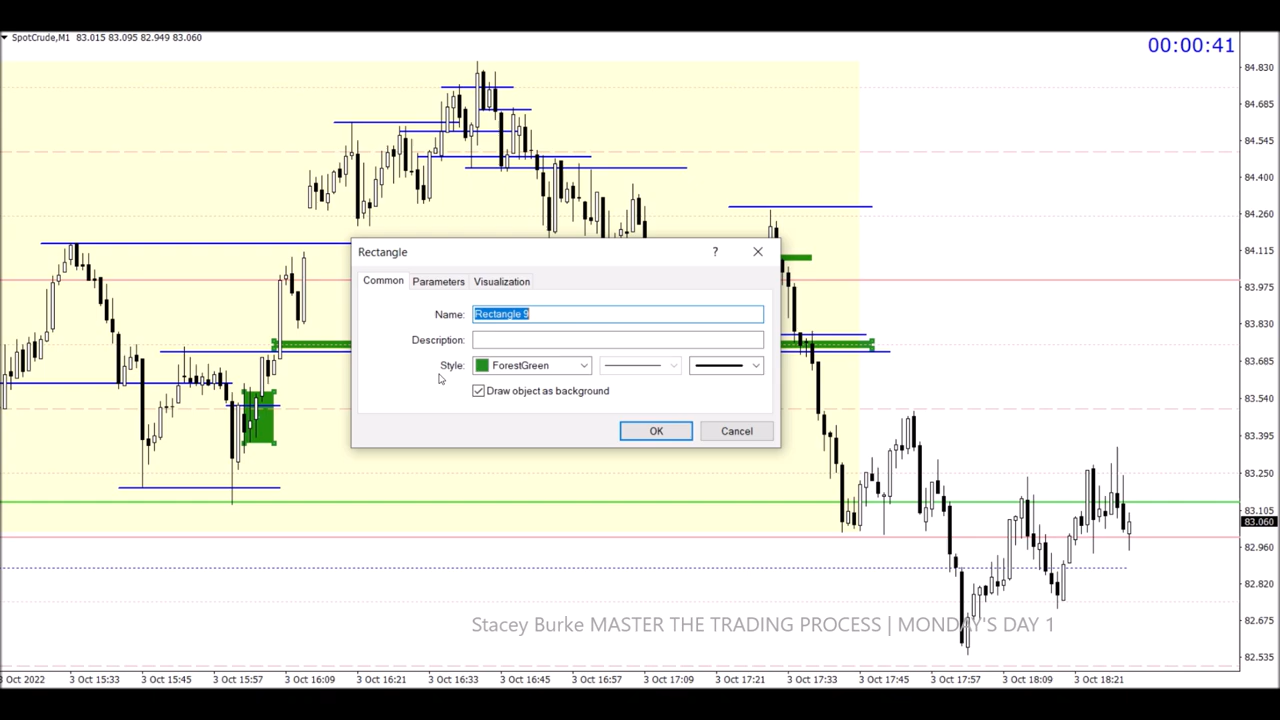 SpotCrude,M1 83.015 83.095 82.949 83.060
00:00:41
84.830
84.685
84.545
84.400
84.260
84.115
83.975
83.830
83.685
83.540
83.395
83.250
83.105
83.060
82.960
82.820
82.675
82.535
Rectangle
?
Common Parameters Visualization
Name: Rectangle 9
Description:
Style: ForestGreen
Draw object as background
OK Cancel
Stacey Burke MASTER THE TRADING PROCESS | MONDAY'S DAY 1
3 Oct 2022 3 Oct 15:33 3 Oct 15:45 3 Oct 15:57 3 Oct 16:09 3 Oct 16:21 3 Oct 16:33 3 Oct 16:45 3 Oct 16:57 3 Oct 17:09 3 Oct 17:21 3 Oct 17:33 3 Oct 17:45 3 Oct 17:57 3 Oct 18:09 3 Oct 18:21